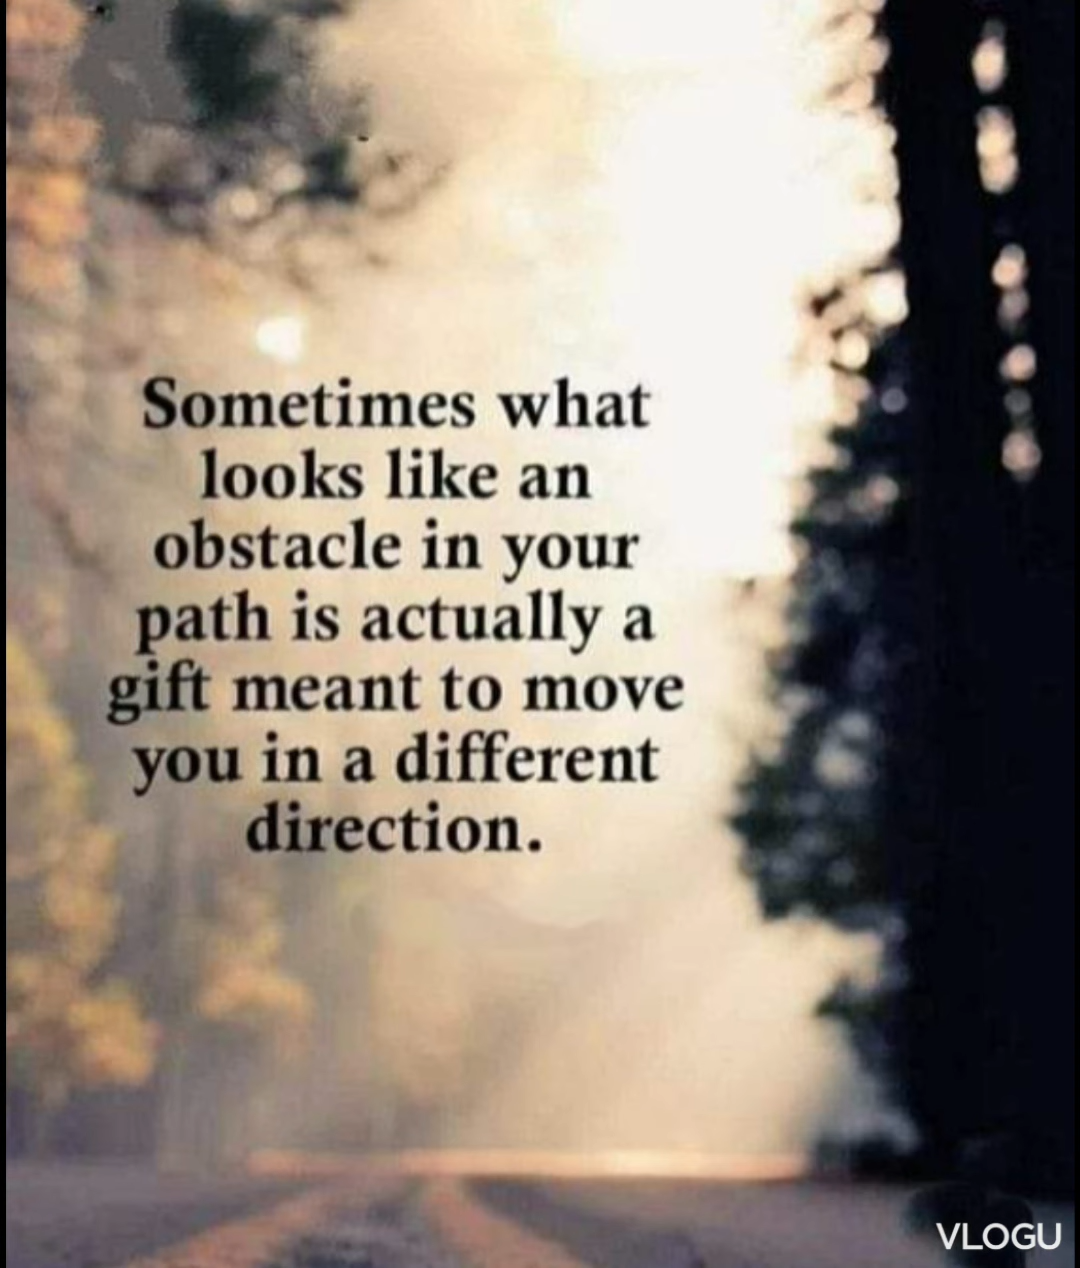 Sometimes what
looks like an
obstacle in your
path is actually a
gift meant to move
you in a different
direction.
VLOGU